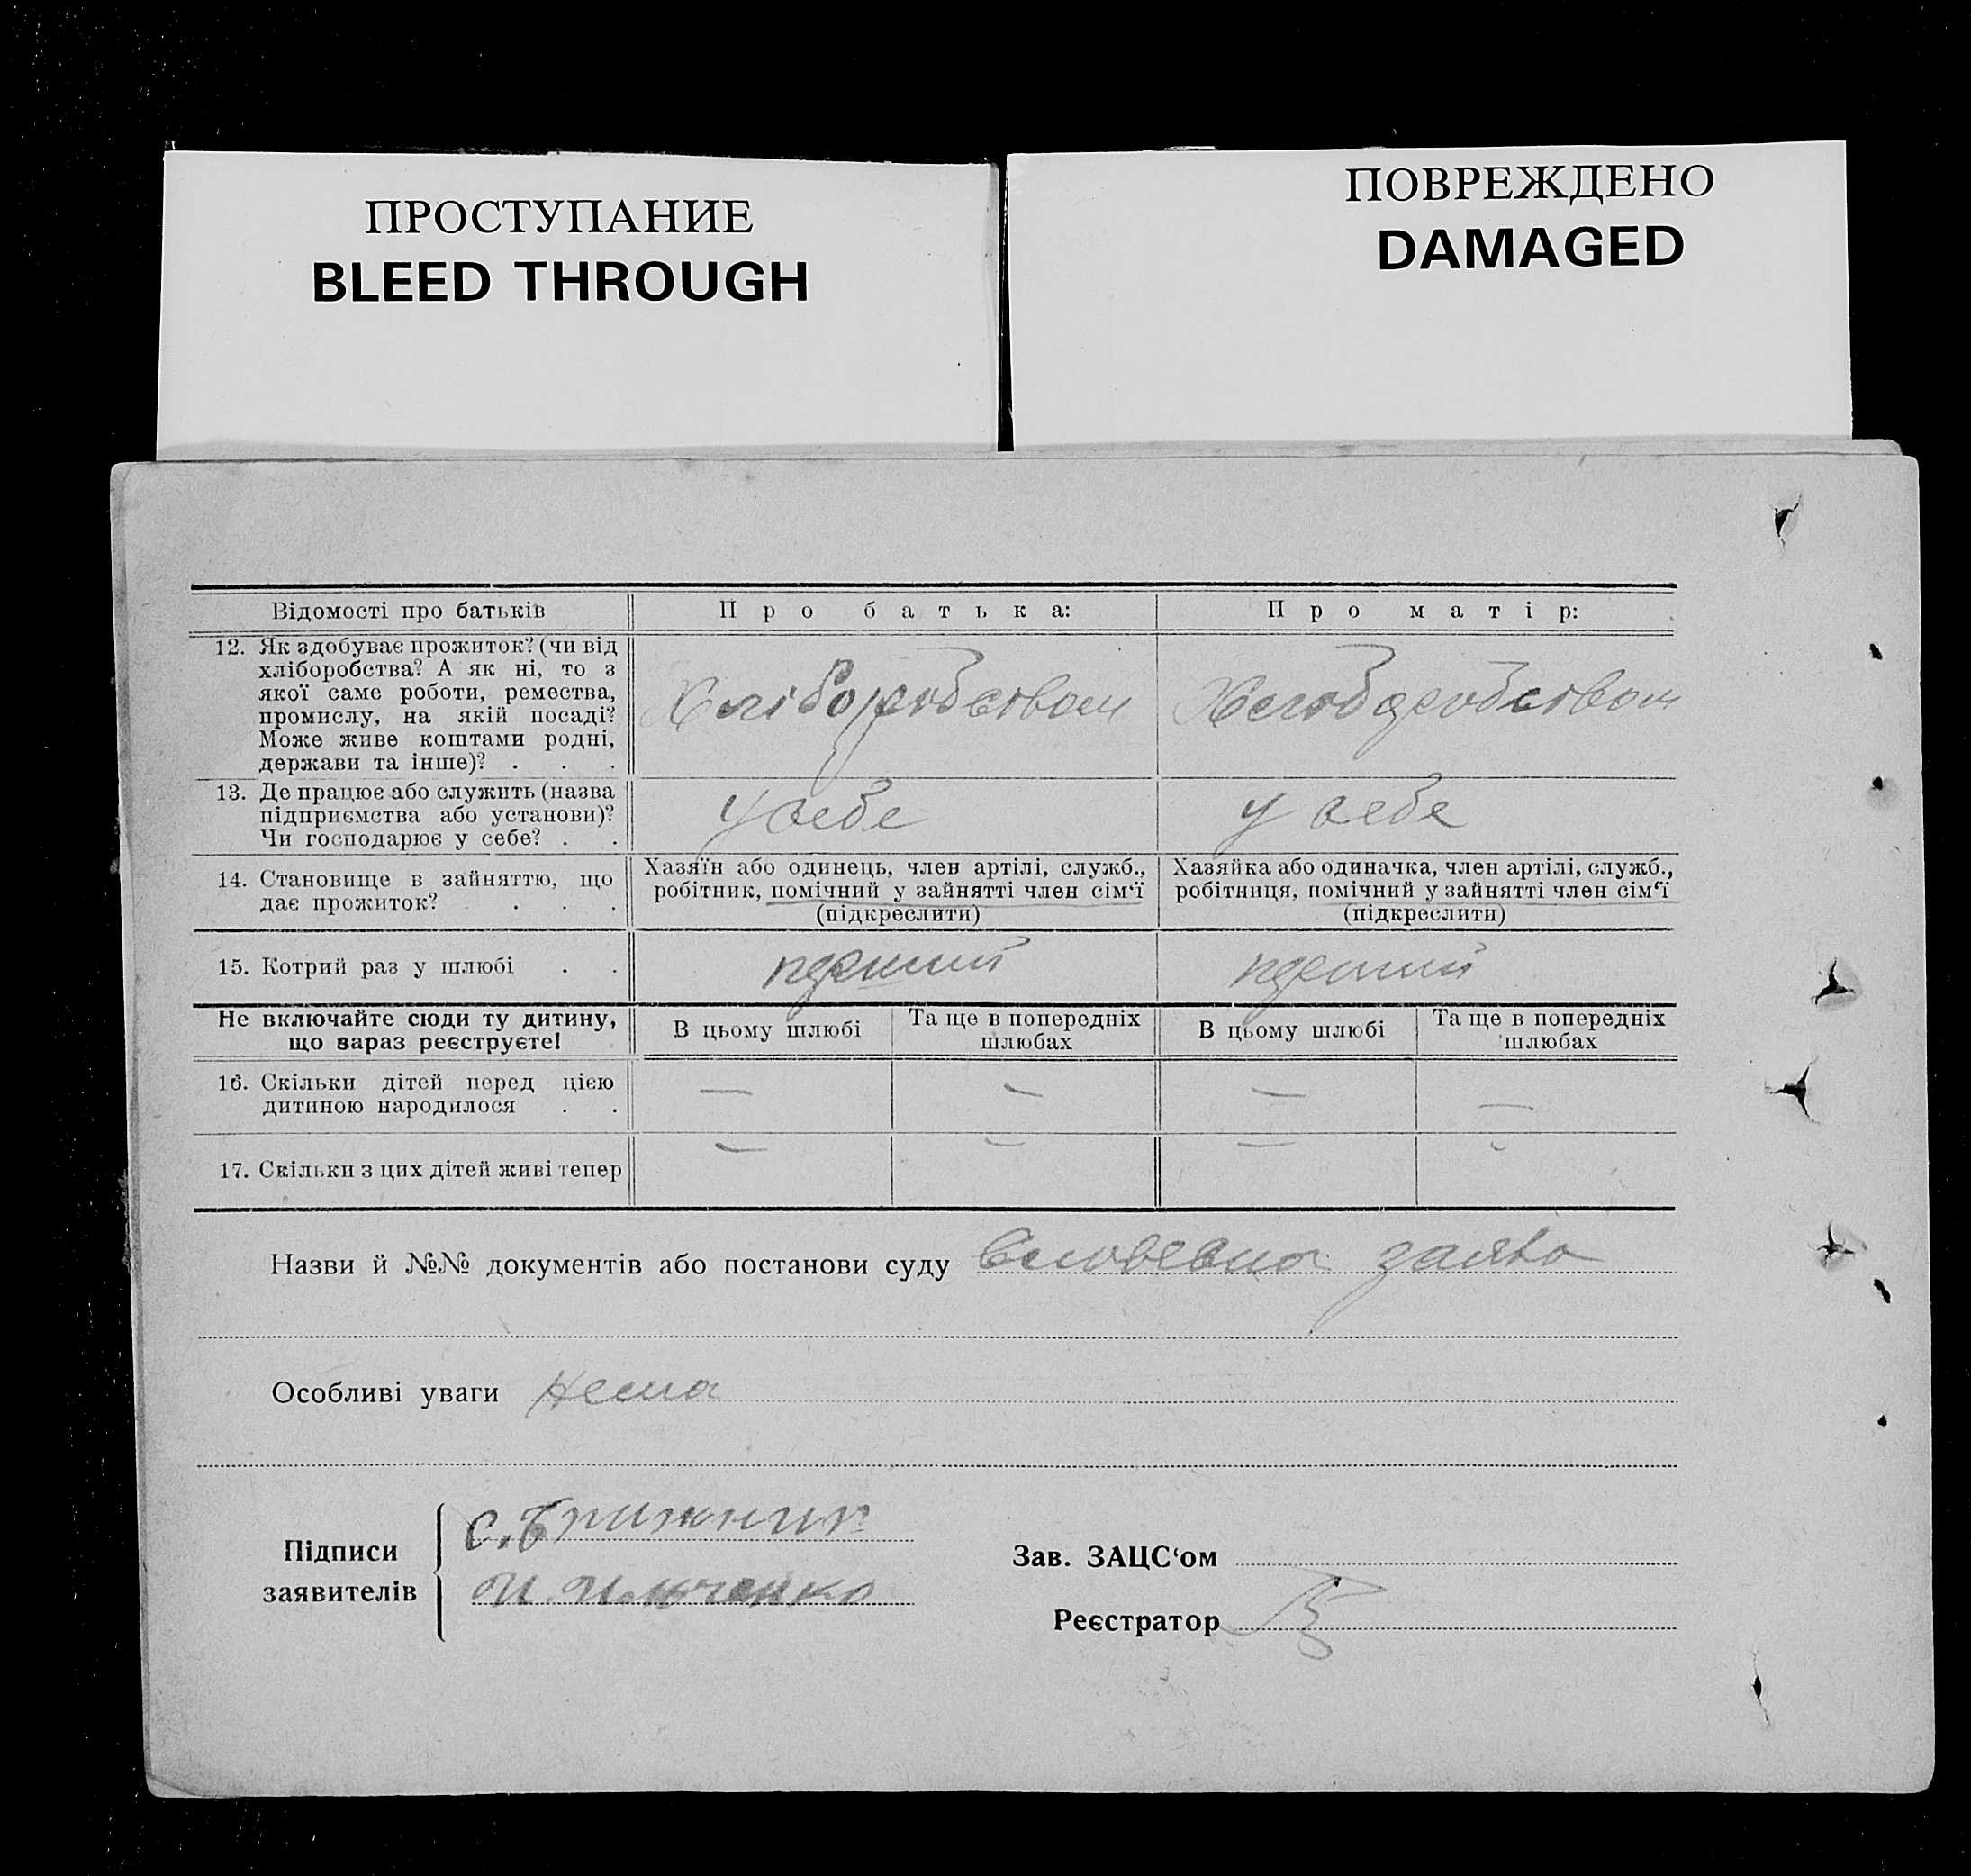 ПРОСТУПАНИЕ
BLEED THROUGH
ПОВРЕЖДЕНО
DAMAGED
Відомості про батьків
Про батька:
Про матір:
12. Як здобуває прожиток? (чи від
хліборобства? А як ні, то з
якої саме роботи, ремества,
промислу, на якій посаді?
Може живе коштами родні,
держави та інше)? . . .
Хліборобством
Хліборобством
13. Де працює або служить (назва
підприємства або установи)?
Чи господарює у себе? . .
у себе
у себе
14. Становище в зайняттю, що
дає прожиток? . . .
Хазяїн або одинець, член артілі, служб.,
робітник, помічний у зайнятті член сім‘ї
(підкреслити)
Хазяйка або одиначка, член артілі, служб.,
робітниця, помічний у зайнятті член сім‘ї
(підкреслити)
15. Котрий раз у шлюбі . .
перший
перший
Не включайте сюди ту дитину,
що зараз реєструєте!
В цьому шлюбі
Та ще в попередніх
шлюбах
В цьому шлюбі
Та ще в попередніх
шлюбах
16. Скільки дітей перед цією
дитиною народилося . .
— — — —
17. Скільки з цих дітей живі тепер
— — — —
Назви й №№ документів або постанови суду словесна заява
Особливі уваги Нема
Підписи
заявителів
С. Брижник
Зав. ЗАЦС‘ом
Реєстратор